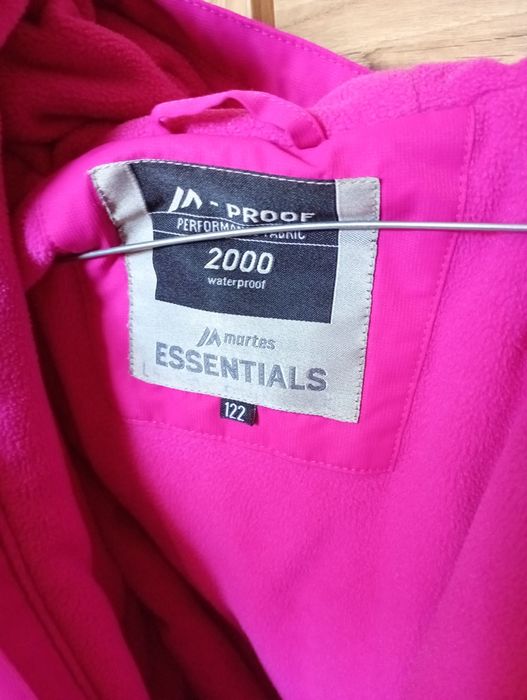 M - PROOF
PERFORMANCE FABRIC
2000
waterproof
martes
ESSENTIALS
122